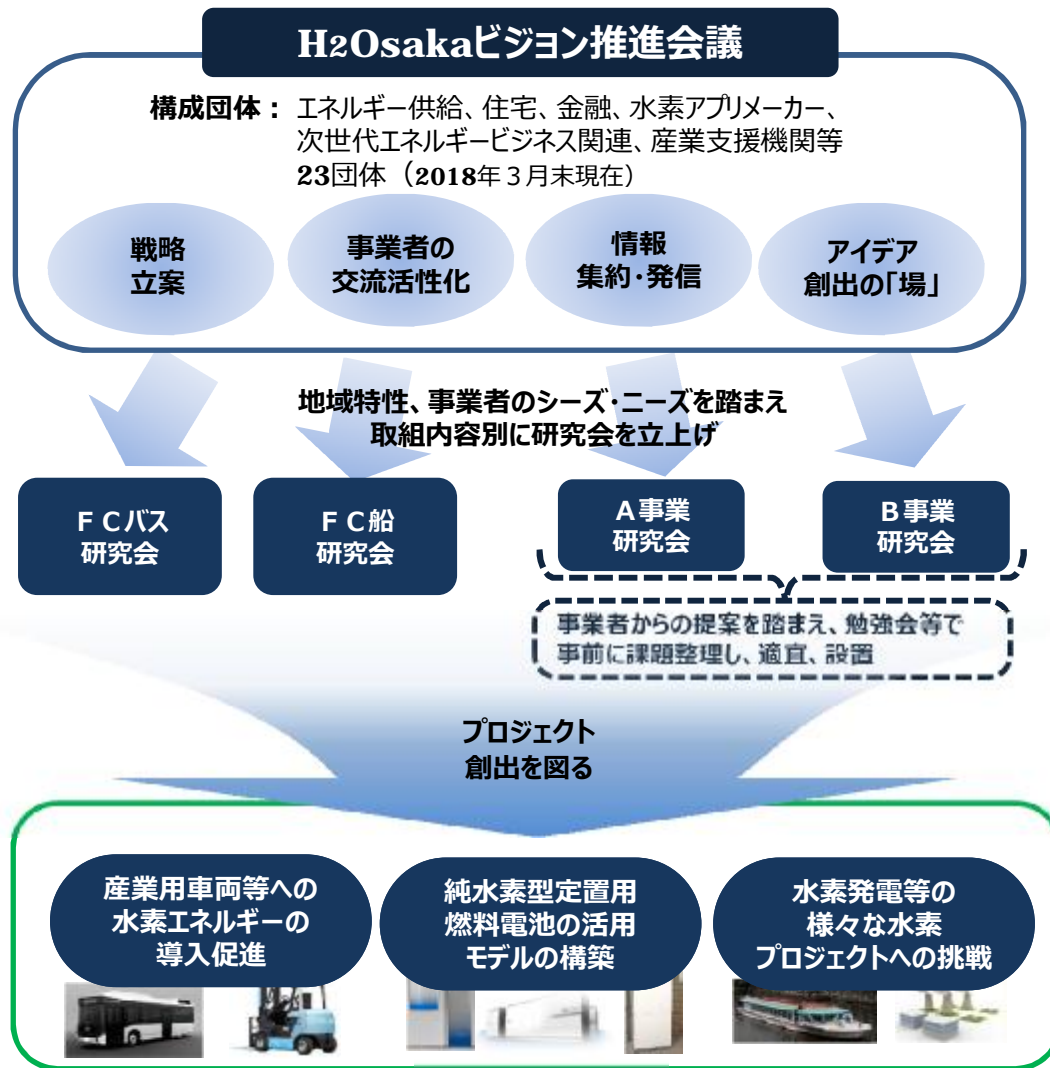 H2Osakaビジョン推進会議
構成団体： エネルギー供給、住宅、金融、水素アプリメーカー、
次世代エネルギービジネス関連、産業支援機関等
23団体（2018年３月末現在）
戦略
立案
事業者の
交流活性化
情報
集約・発信
アイデア
創出の「場」
地域特性、事業者のシーズ・ニーズを踏まえ
取組内容別に研究会を立上げ
ＦＣバス
研究会
ＦＣ船
研究会
Ａ事業
研究会
Ｂ事業
研究会
事業者からの提案を踏まえ、勉強会等で
事前に課題整理し、適宜、設置
プロジェクト
創出を図る
産業用車両等への
水素エネルギーの
導入促進
純水素型定置用
燃料電池の活用
モデルの構築
水素発電等の
様々な水素
プロジェクトへの挑戦